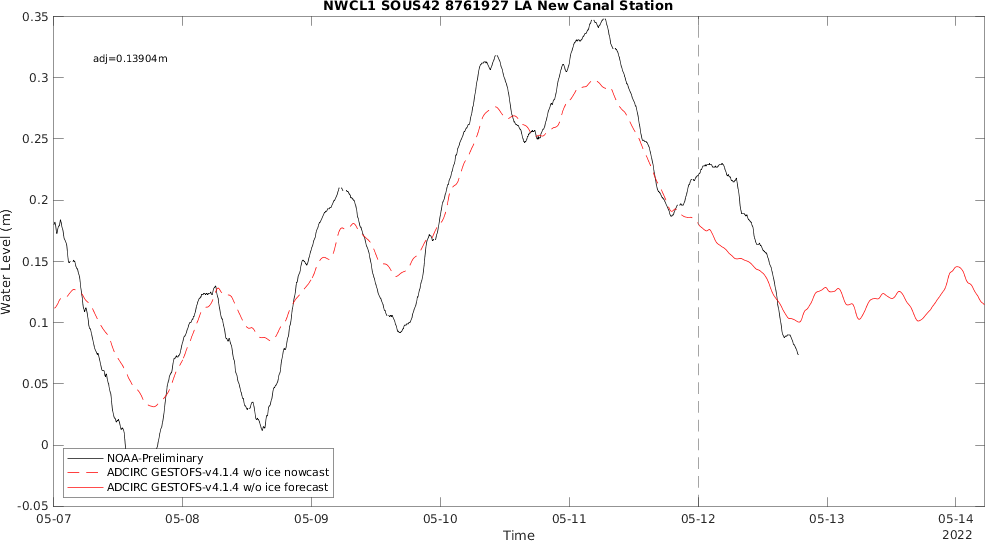 NWCL1 SOUS42 8761927 LA New Canal Station
adj=0.13904m
0.35
0.3
0.25
0.2
0.15
0.1
0.05
0
-0.05
Water Level (m)
NOAA-Preliminary
ADCIRC GESTOFS-v4.1.4 w/o ice nowcast
ADCIRC GESTOFS-v4.1.4 w/o ice forecast
05-07 05-08 05-09 05-10 05-11 05-12 05-13 05-14
Time
2022